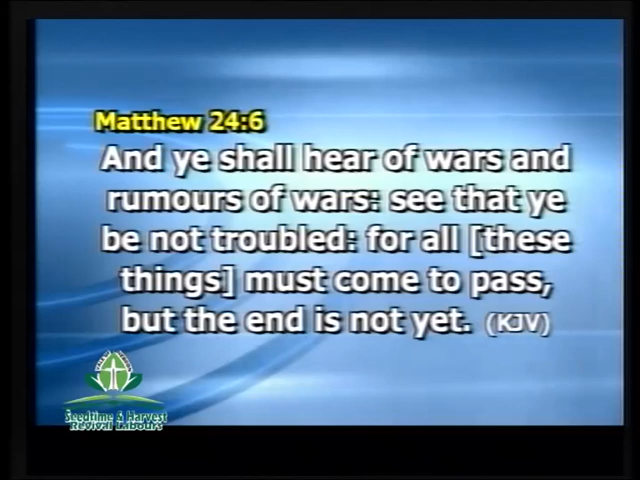 Matthew 24:6
And ye shall hear of wars and
rumours of wars: see that ye
be not troubled: for all [these
things] must come to pass,
but the end is not yet. (KJV)
Seedtime & Harvest
Revival Labours